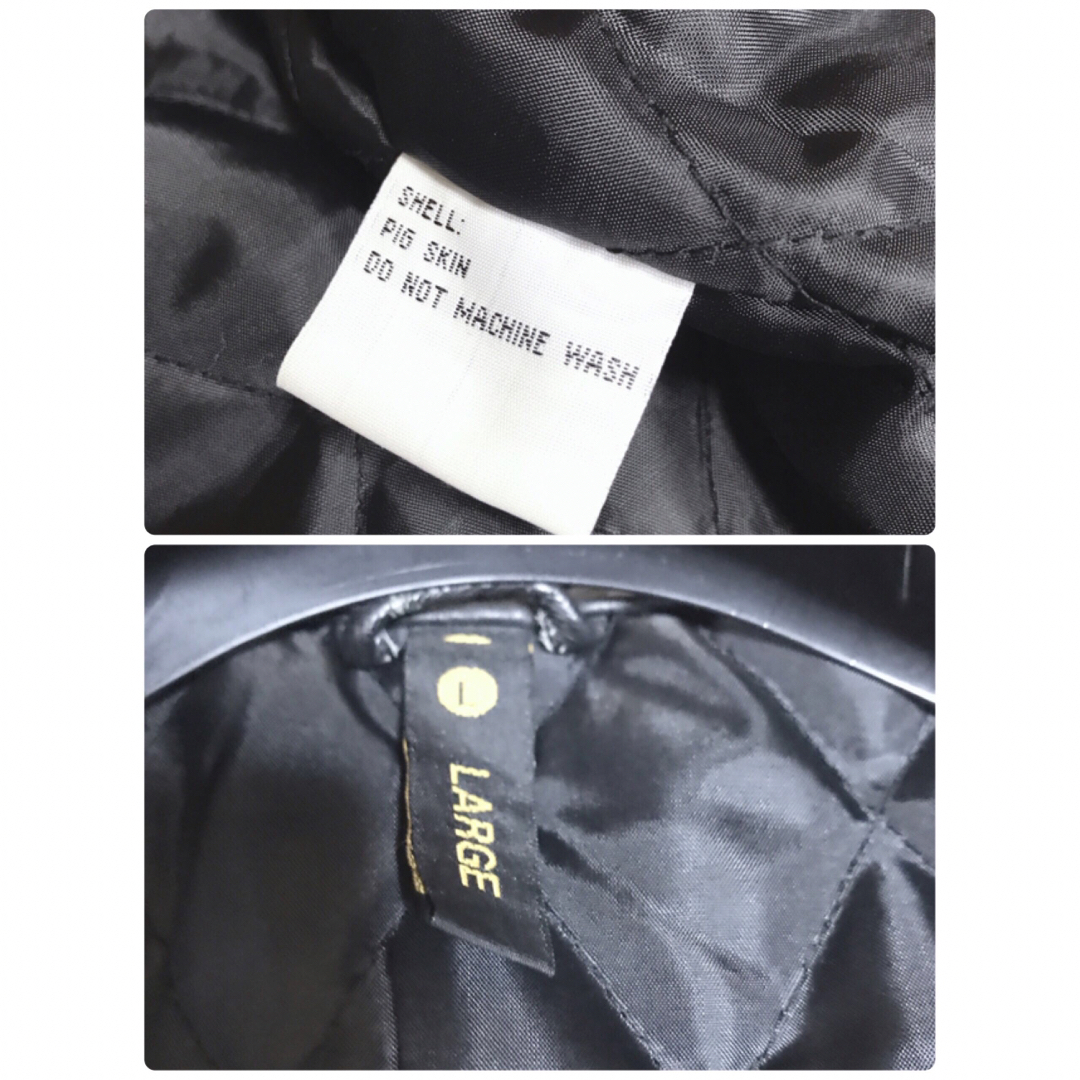 SHELL:
PIG SKIN
DO NOT MACHINE WASH
L
LARGE